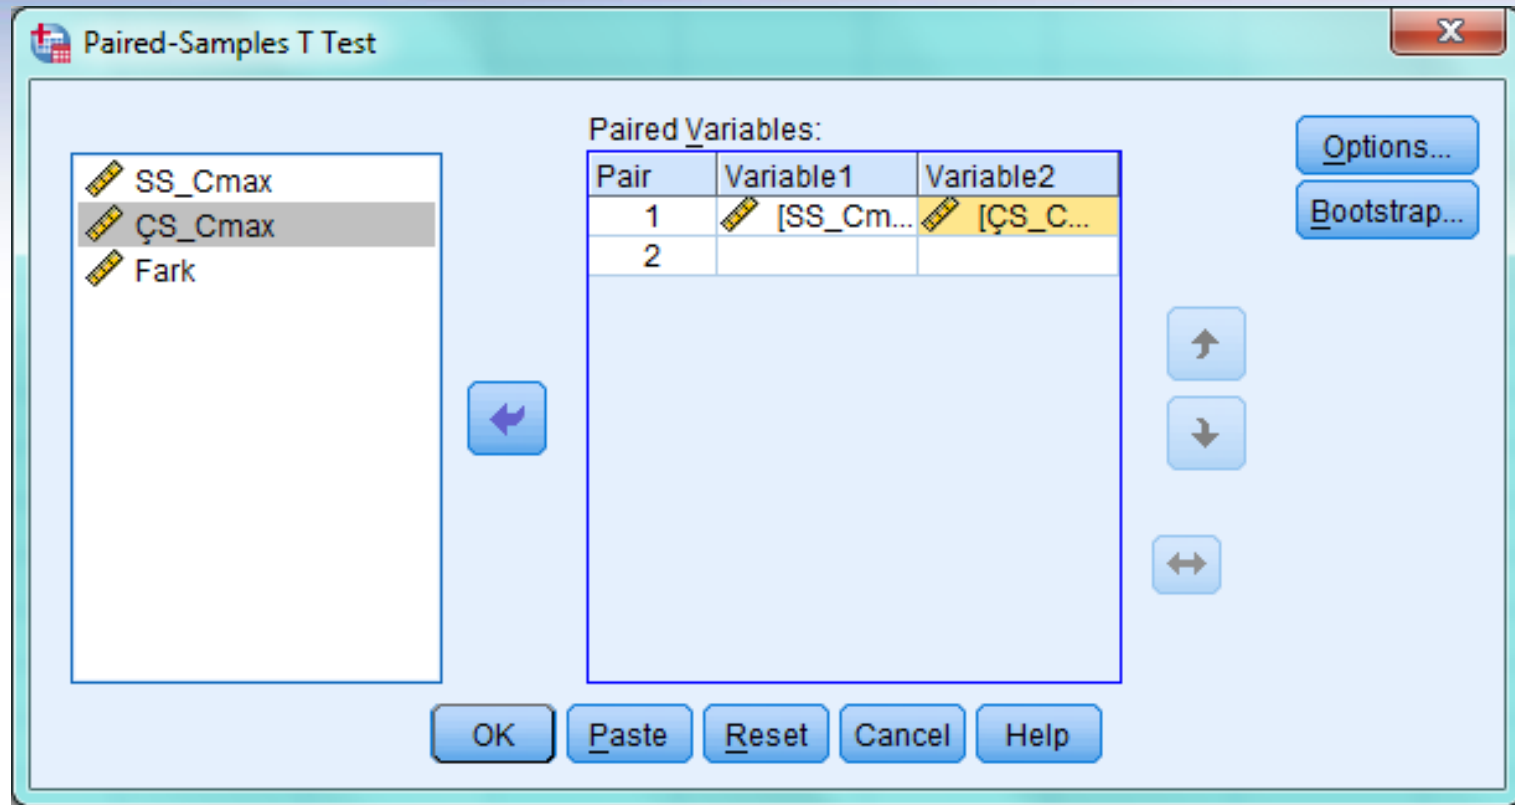 Paired-Samples T Test
SS_Cmax
ÇS_Cmax
Fark
Paired Variables:
Pair Variable1 Variable2
1 [SS_Cm... [ÇS_C...
2
Options...
Bootstrap...
OK Paste Reset Cancel Help